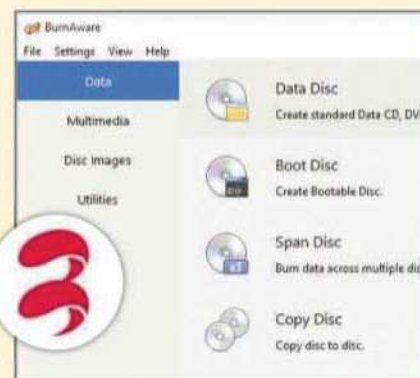 BurnAware
File Settings View Help
Data
Multimedia
Disc Images
Utilities
Data Disc
Create standard Data CD, DV
Boot Disc
Create Bootable Disc.
Span Disc
Burn data across multiple dis
Copy Disc
Copy disc to disc.